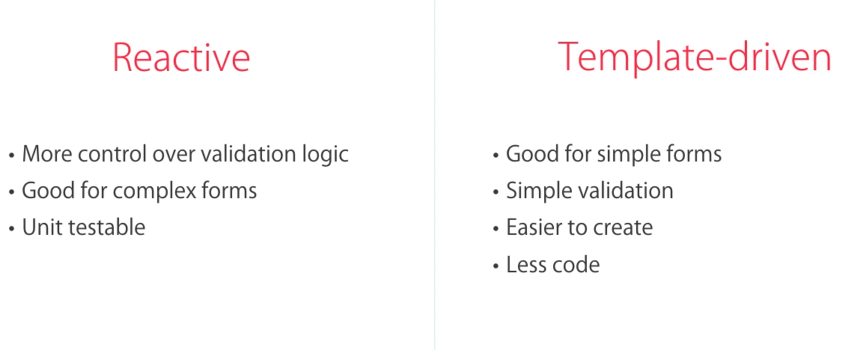 Reactive
• More control over validation logic
• Good for complex forms
• Unit testable
Template-driven
• Good for simple forms
• Simple validation
• Easier to create
• Less code